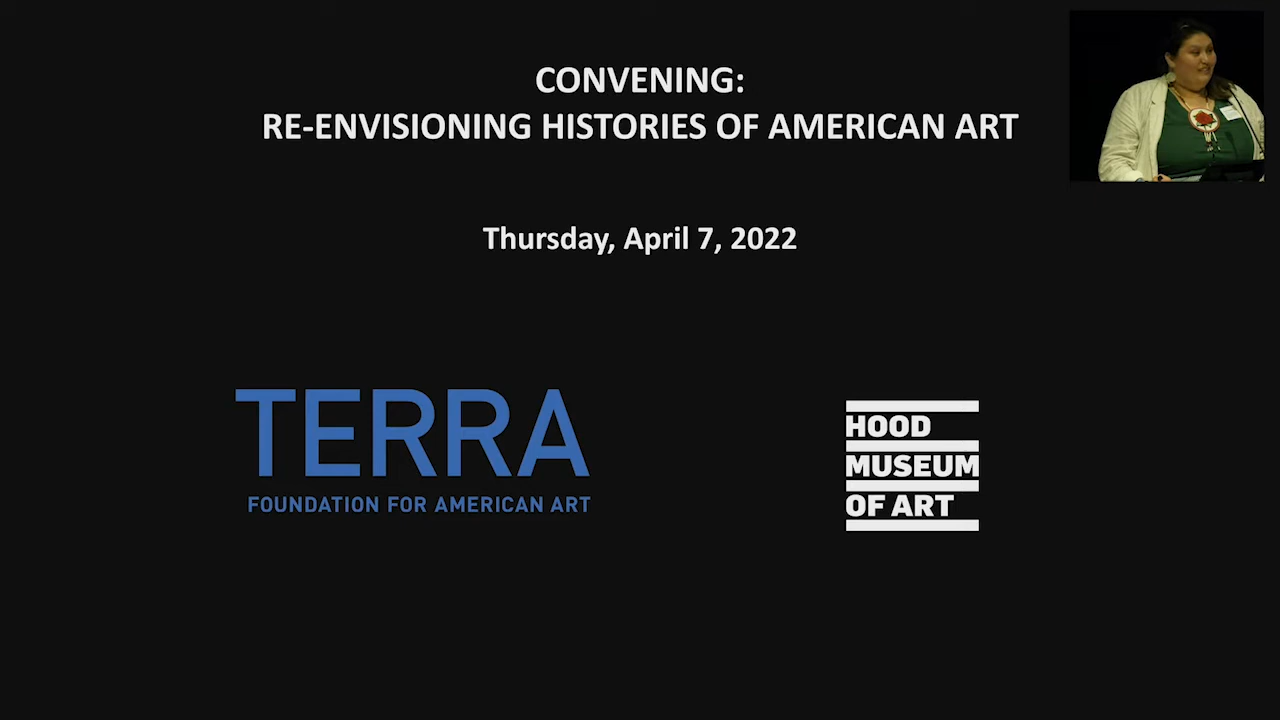 CONVENING:
RE-ENVISIONING HISTORIES OF AMERICAN ART
Thursday, April 7, 2022
TERRA
FOUNDATION FOR AMERICAN ART
HOOD
MUSEUM
OF ART